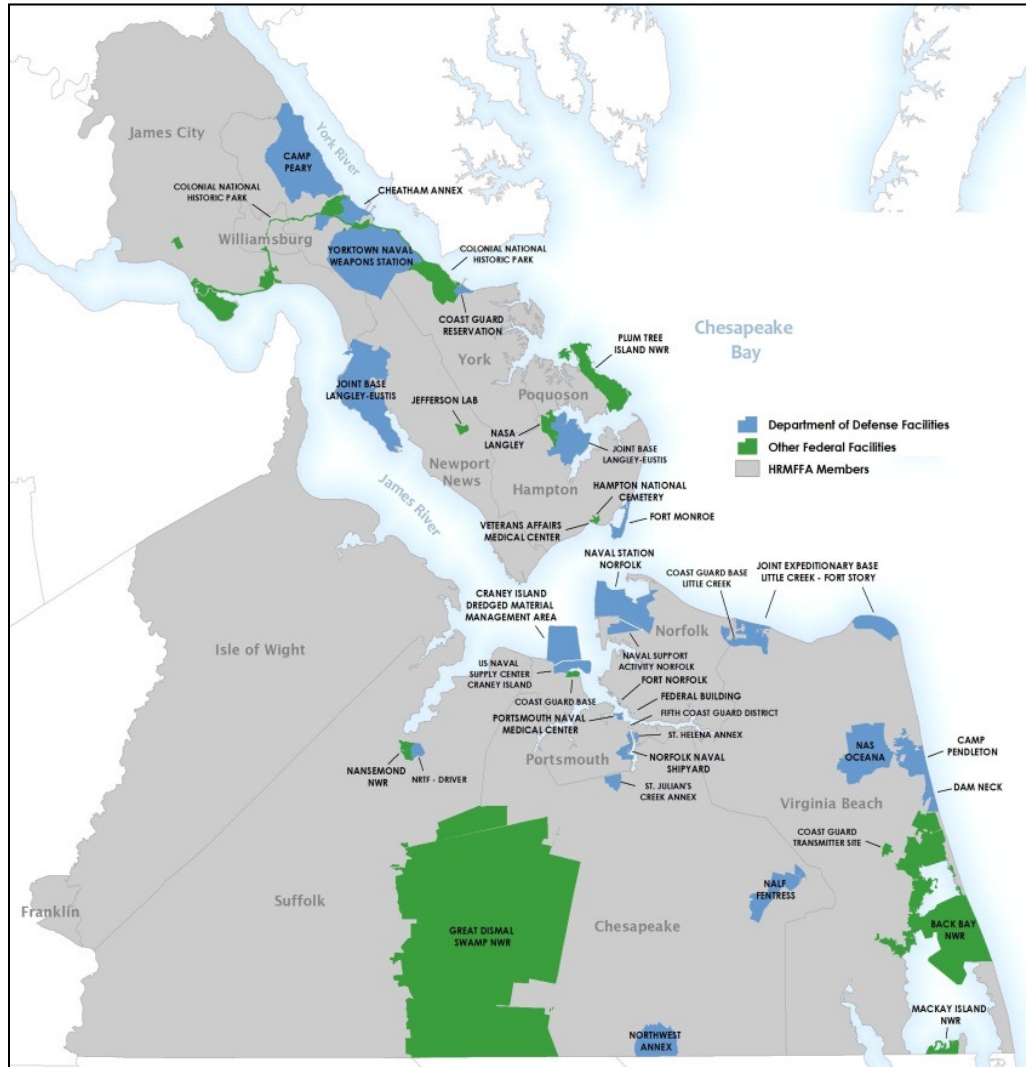 James City
York River
CAMP
PEARY
COLONIAL NATIONAL
HISTORIC PARK
CHEATHAM ANNEX
Williamsburg
YORKTOWN NAVAL
WEAPONS STATION
COLONIAL NATIONAL
HISTORIC PARK
COAST GUARD
RESERVATION
Chesapeake
Bay
PLUM TREE
ISLAND NWR
York
JOINT BASE
LANGLEY-EUSTIS
JEFFERSON LAB
Poquoson
NASA
LANGLEY
JOINT BASE
LANGLEY-EUSTIS
Department of Defense Facilities
Other Federal Facilities
HRMFFA Members
Newport
News
Hampton
HAMPTON NATIONAL
CEMETERY
James River
VETERANS AFFAIRS
MEDICAL CENTER
FORT MONROE
NAVAL STATION
NORFOLK
COAST GUARD BASE
LITTLE CREEK
JOINT EXPEDITIONARY BASE
LITTLE CREEK - FORT STORY
CRANEY ISLAND
DREDGED MATERIAL
MANAGEMENT AREA
Isle of Wight
Norfolk
NAVAL SUPPORT
ACTIVITY NORFOLK
US NAVAL
SUPPLY CENTER
CRANEY ISLAND
FORT NORFOLK
COAST GUARD BASE
FEDERAL BUILDING
PORTSMOUTH NAVAL
MEDICAL CENTER
FIFTH COAST GUARD DISTRICT
ST. HELENA ANNEX
Portsmouth
NORFOLK NAVAL
SHIPYARD
NAS
OCEANA
CAMP
PENDLETON
NANSEMOND
NWR
NRTF - DRIVER
ST. JULIAN'S
CREEK ANNEX
DAM NECK
Virginia Beach
COAST GUARD
TRANSMITTER SITE
NALF
FENTRESS
Franklin
Suffolk
GREAT DISMAL
SWAMP NWR
Chesapeake
BACK BAY
NWR
MACKAY ISLAND
NWR
NORTHWEST
ANNEX